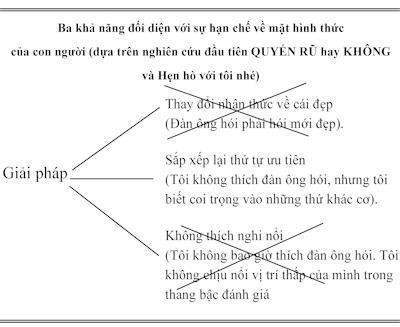 Ba khả năng đối diện với sự hạn chế về mặt hình thức
của con người (dựa trên nghiên cứu đầu tiên QUYẾN RŨ hay KHÔNG
và Hẹn hò với tôi nhé)
Thay đổi nhận thức về cái đẹp
(Đàn ông hói phải hói mới đẹp).
Sắp xếp lại thứ tự ưu tiên
Giải pháp
(Tôi không thích đàn ông hói, nhưng tôi
biết coi trọng vào những thứ khác cơ).
Không thích nghi nổi
(Tôi không bao giờ thích đàn ông hói. Tôi
không chịu nổi vị trí thấp của mình trong
thang bậc đánh giá